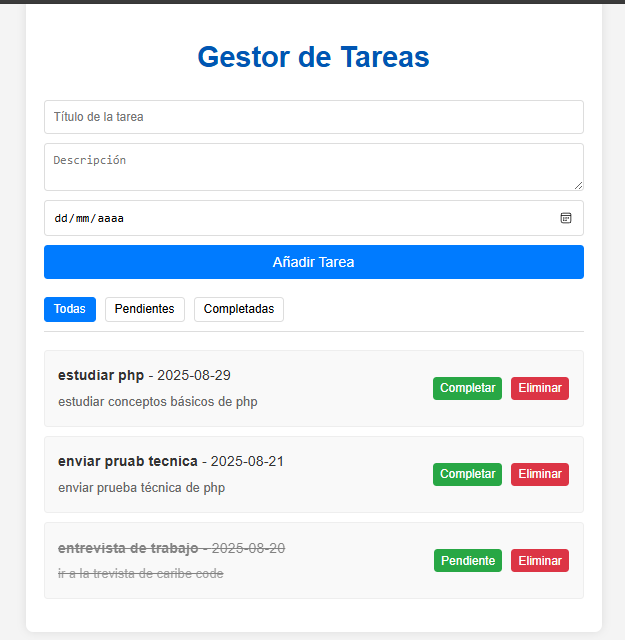 Gestor de Tareas
Título de la tarea
Descripción
dd/mm/aaaa
Añadir Tarea
Todas Pendientes Completadas
estudiar php - 2025-08-29
estudiar conceptos básicos de php
Completar Eliminar
enviar pruab tecnica - 2025-08-21
enviar prueba técnica de php
Completar Eliminar
entrevista de trabajo - 2025-08-20
ir a la trevista de caribe code
Pendiente Eliminar